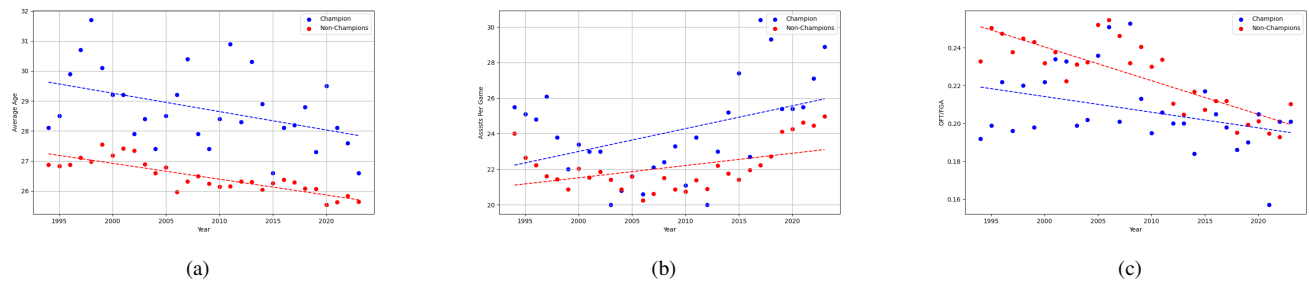 Champion
Non-Champions
32
31
30
29
28
27
26
Average Age
1995
2000
2005
2010
2015
2020
Year
(a)
Champion
Non-Champions
30
28
26
24
22
20
Assists Per Game
1995
2000
2005
2010
2015
2020
Year
(b)
Champion
Non-Champions
0.24
0.22
0.20
0.18
0.16
OFT/FGA
1995
2000
2005
2010
2015
2020
Year
(c)